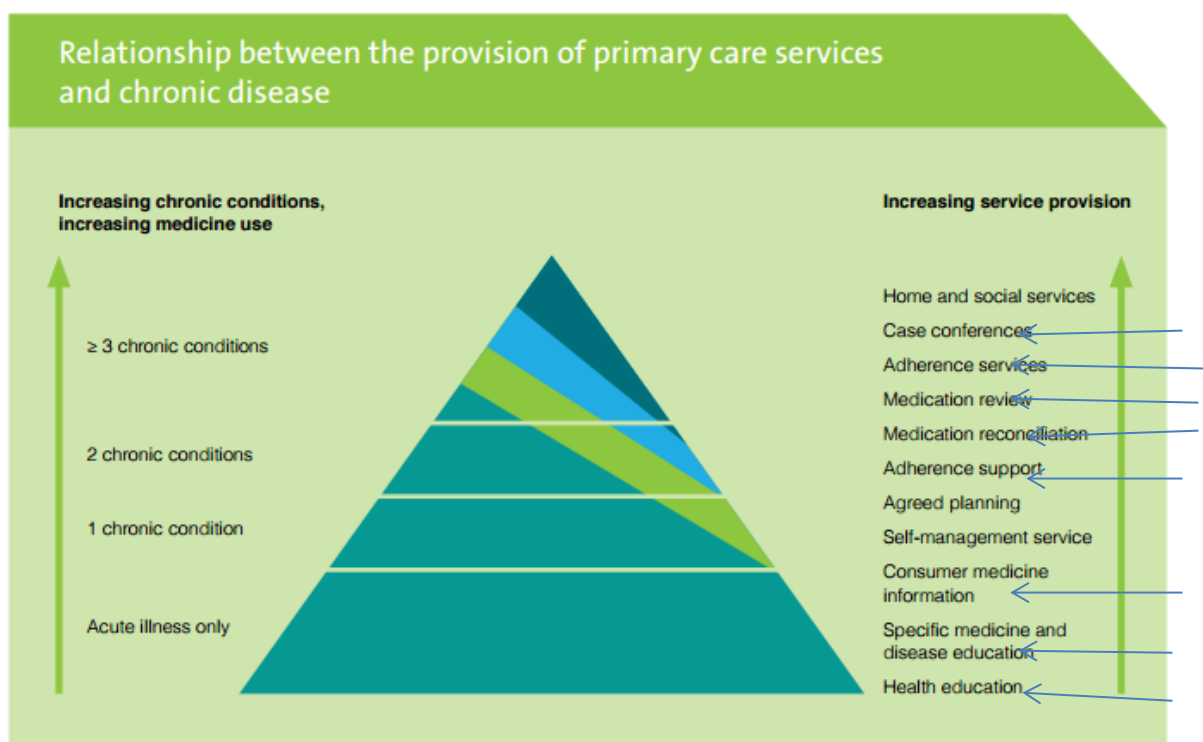 Relationship between the provision of primary care services
and chronic disease
Increasing chronic conditions,
increasing medicine use
≥ 3 chronic conditions
2 chronic conditions
1 chronic condition
Acute illness only
Increasing service provision
Home and social services
Case conferences
Adherence services
Medication review
Medication reconciliation
Adherence support
Agreed planning
Self-management service
Consumer medicine
information
Specific medicine and
disease education
Health education